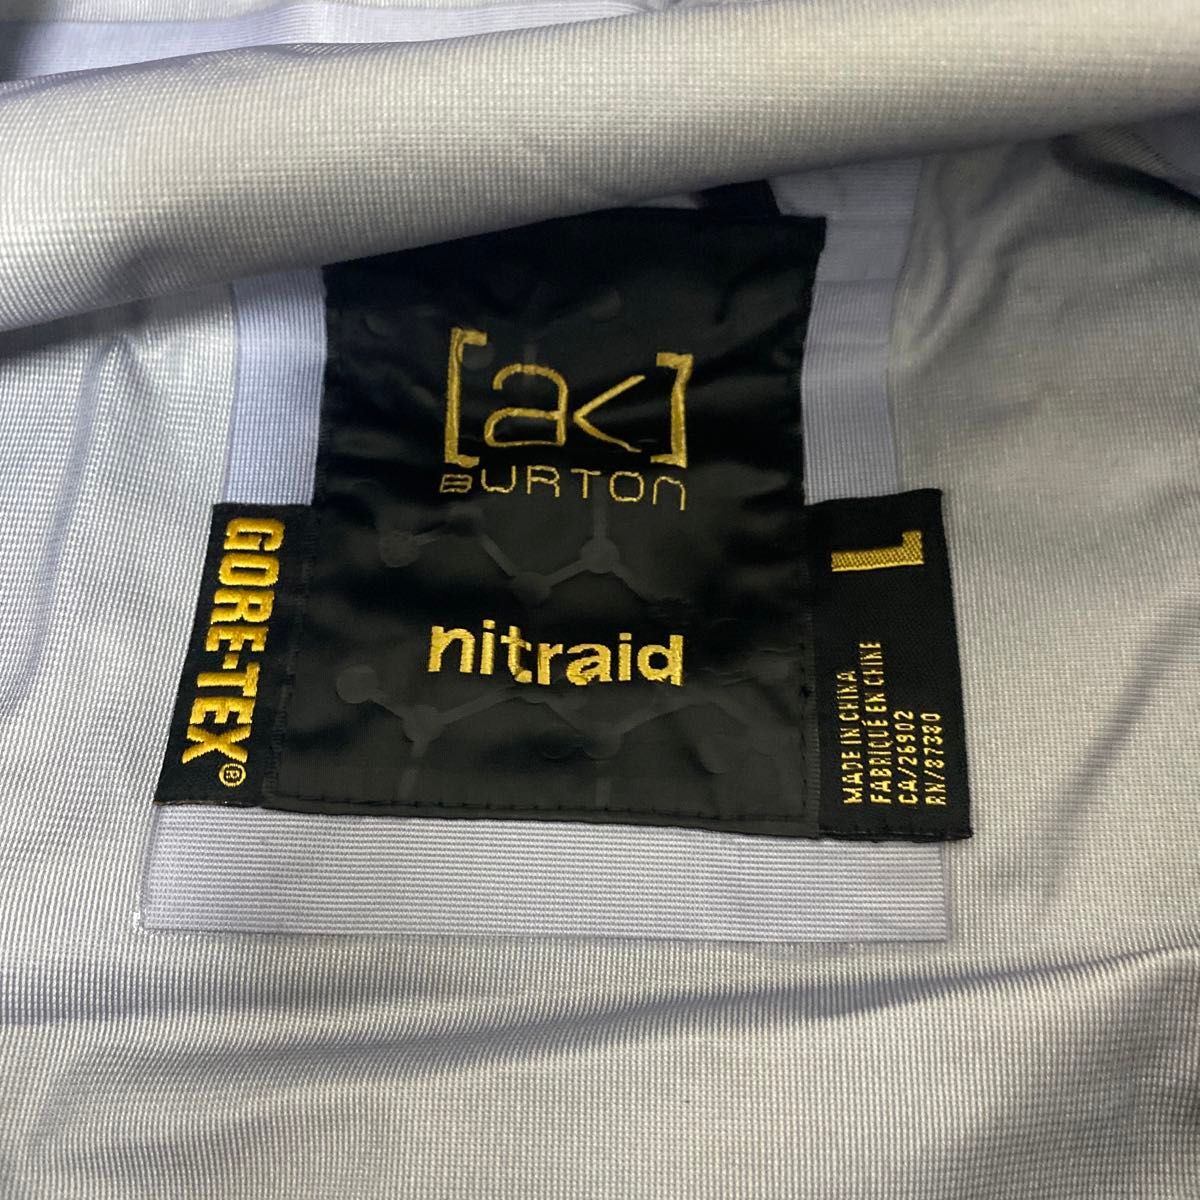 [ak]
BURTON
nitraid
GORE-TEX®
L
MADE IN CHINA
FABRIQUÉ EN CHINE
CA/26902
RN/87380